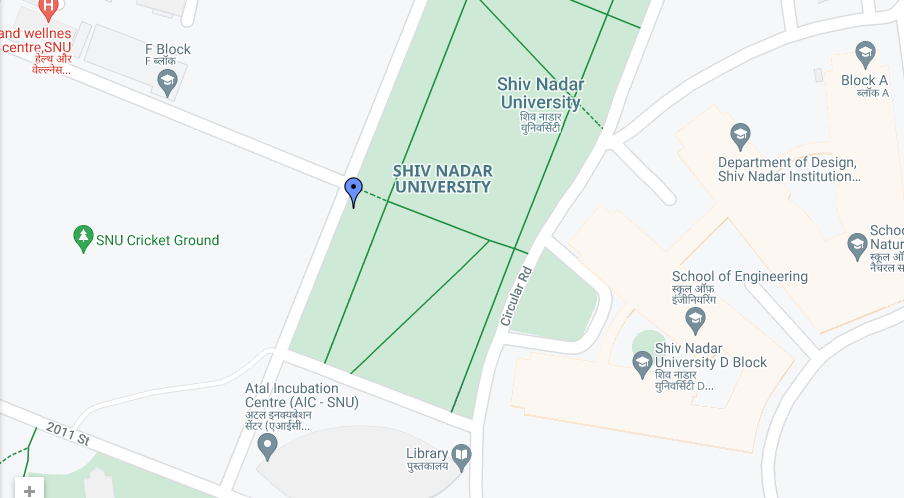 H
and wellnes
centre,SNU
हेल्थ और
वेल्लनेस...
F Block
F ब्लॉक
Shiv Nadar
University
शिव नाडार
युनिवर्सिटी
Block A
ब्लॉक A
Department of Design,
Shiv Nadar Institution...
SHIV NADAR
UNIVERSITY
SNU Cricket Ground
Schoo
Natur
स्कूल ऑ
नैचरल स
School of Engineering
स्कूल ऑफ़
इंजीनियरिंग
Circular Rd
Shiv Nadar
University D Block
शिव नाडार
युनिवर्सिटी D...
Atal Incubation
Centre (AIC - SNU)
अटल इनक्यबेशन
सेंटर (एआईसी...
2011 St
Library
पुस्तकालय
+